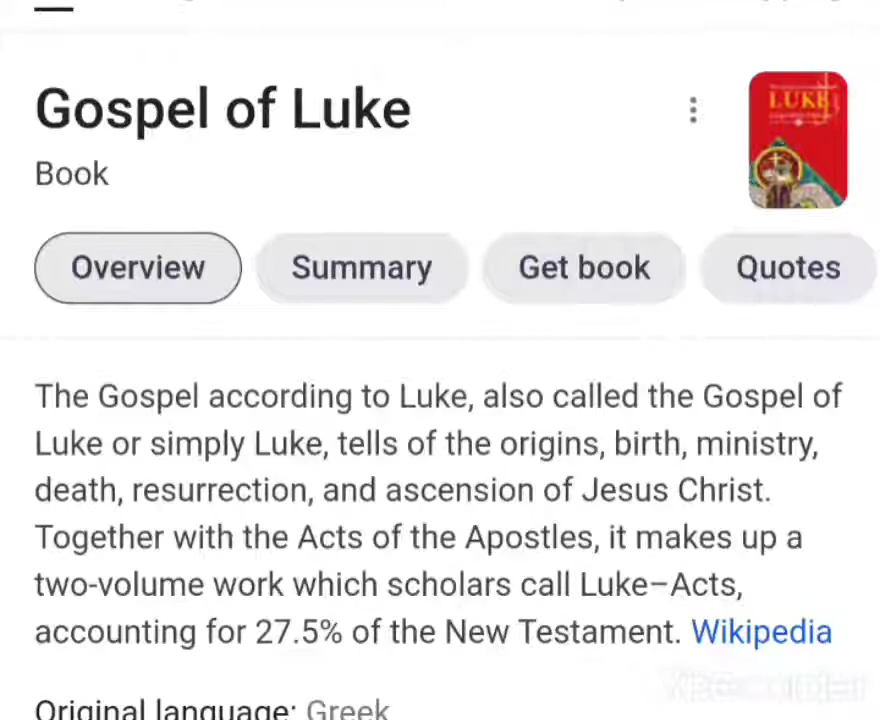 Gospel of Luke
Book
LUKE
Overview
Summary
Get book
Quotes
The Gospel according to Luke, also called the Gospel of
Luke or simply Luke, tells of the origins, birth, ministry,
death, resurrection, and ascension of Jesus Christ.
Together with the Acts of the Apostles, it makes up a
two-volume work which scholars call Luke–Acts,
accounting for 27.5% of the New Testament. Wikipedia
Original language: Greek